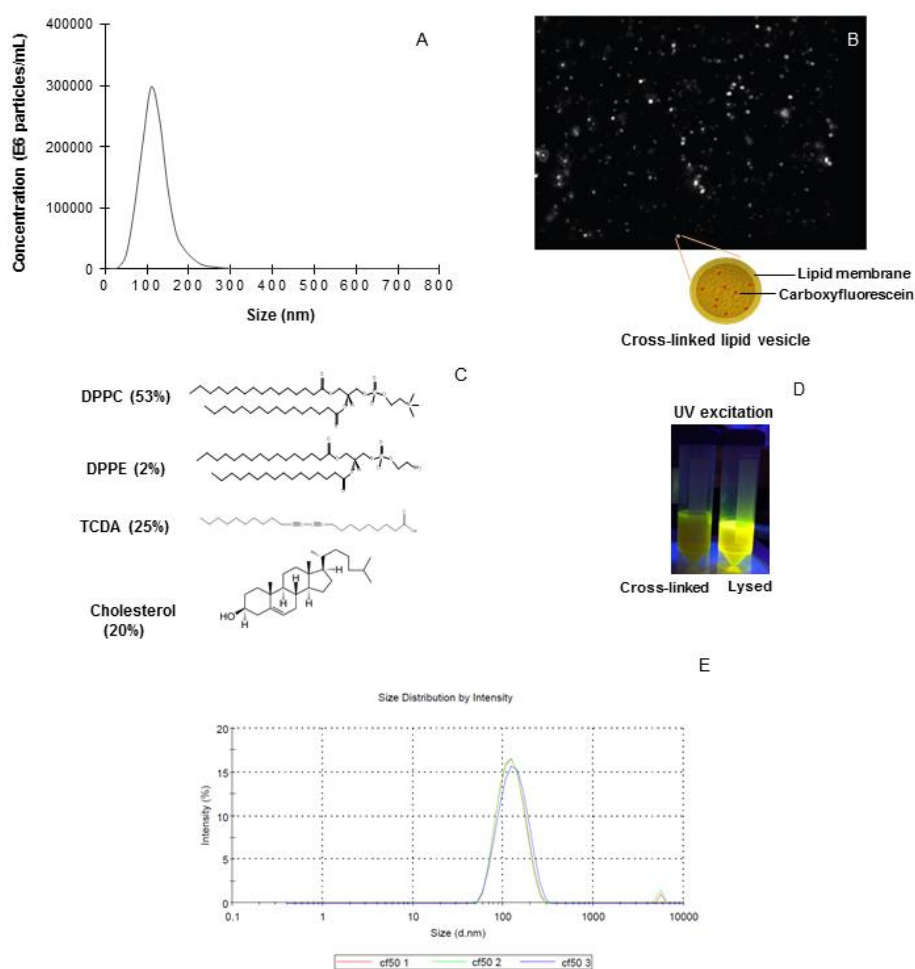 400000
A
300000
200000
100000
0
0 100 200 300 400 500 600 700 800
Concentration (E6 particles/mL)
Size (nm)
B
Lipid membrane
Carboxyfluorescein
Cross-linked lipid vesicle
C
DPPC (53%)
DPPE (2%)
TCDA (25%)
Cholesterol
(20%)
HO
H
H
H
H
D
UV excitation
Cross-linked
Lysed
E
Size Distribution by Intensity
20
15
10
5
0
0.1 1 10 100 1000 10000
Intensity (%)
Size (d.nm)
cf50 1 cf50 2 cf50 3